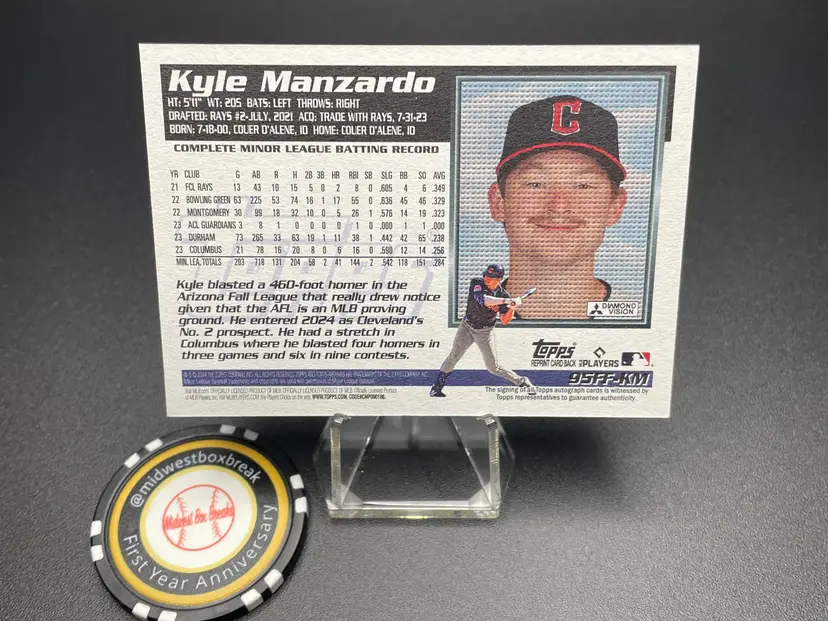 Kyle Manzardo
HT: 5'11" WT: 205 BATS: LEFT THROWS: RIGHT
DRAFTED: RAYS #2-JULY, 2021 ACQ: TRADE WITH RAYS, 7-31-23
BORN: 7-18-00, COUER D'ALENE, ID HOME: COUER D'ALENE, ID
COMPLETE MINOR LEAGUE BATTING RECORD
YR CLUB G AB R H 2B 3B HR RBI SB SLG BB SO AVG
21 FCL RAYS 13 43 10 15 5 0 2 8 0 .605 4 6 .349
22 BOWLING GREEN 63 225 53 74 16 1 17 55 0 .636 45 46 .329
22 MONTGOMERY 30 99 18 32 10 0 5 26 1 .576 14 19 .323
23 ACL GUARDIANS 3 8 1 0 0 0 0 0 0 .000 1 1 .000
23 DURHAM 73 265 33 63 19 1 11 38 1 .442 42 65 .238
23 COLUMBUS 21 78 16 20 8 0 6 16 0 .590 12 14 .256
MIN. LEA. TOTALS 203 718 131 204 58 2 41 144 2 .542 118 151 .284
Kyle blasted a 460-foot homer in the
Arizona Fall League that really drew notice
given that the AFL is an MLB proving
ground. He entered 2024 as Cleveland's
No. 2 prospect. He had a stretch in
Columbus where he blasted four homers in
three games and six in nine contests.
C
DIAMOND
VISION
Topps
REPRINT CARD BACK
PLAYERS
95FF-KM
The signing of all Topps autograph cards is witnessed by
Topps representatives to guarantee authenticity.
WWW.TOPPS.COM
@midwestboxbreak
Midwest Box Breaks
First Year Anniversary